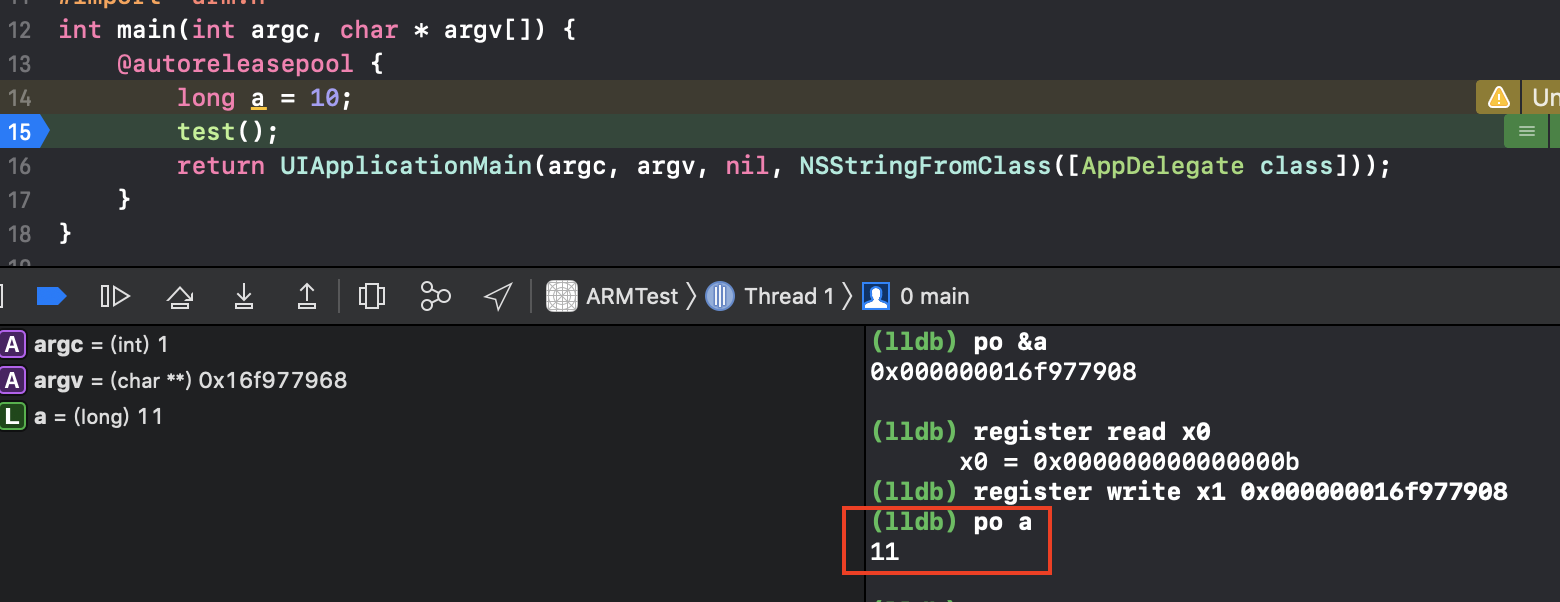 #import "arm.h"
12 int main(int argc, char * argv[]) {
13 @autoreleasepool {
14 long a = 10;
Un
15 test();
16 return UIApplicationMain(argc, argv, nil, NSStringFromClass([AppDelegate class]));
17 }
18 }
ARMTest 〉 Thread 1 〉 0 main
A argc = (int) 1
A argv = (char **) 0x16f977968
L a = (long) 11
(lldb) po &a
0x000000016f977908
(lldb) register read x0
x0 = 0x000000000000000b
(lldb) register write x1 0x000000016f977908
(lldb) po a
11